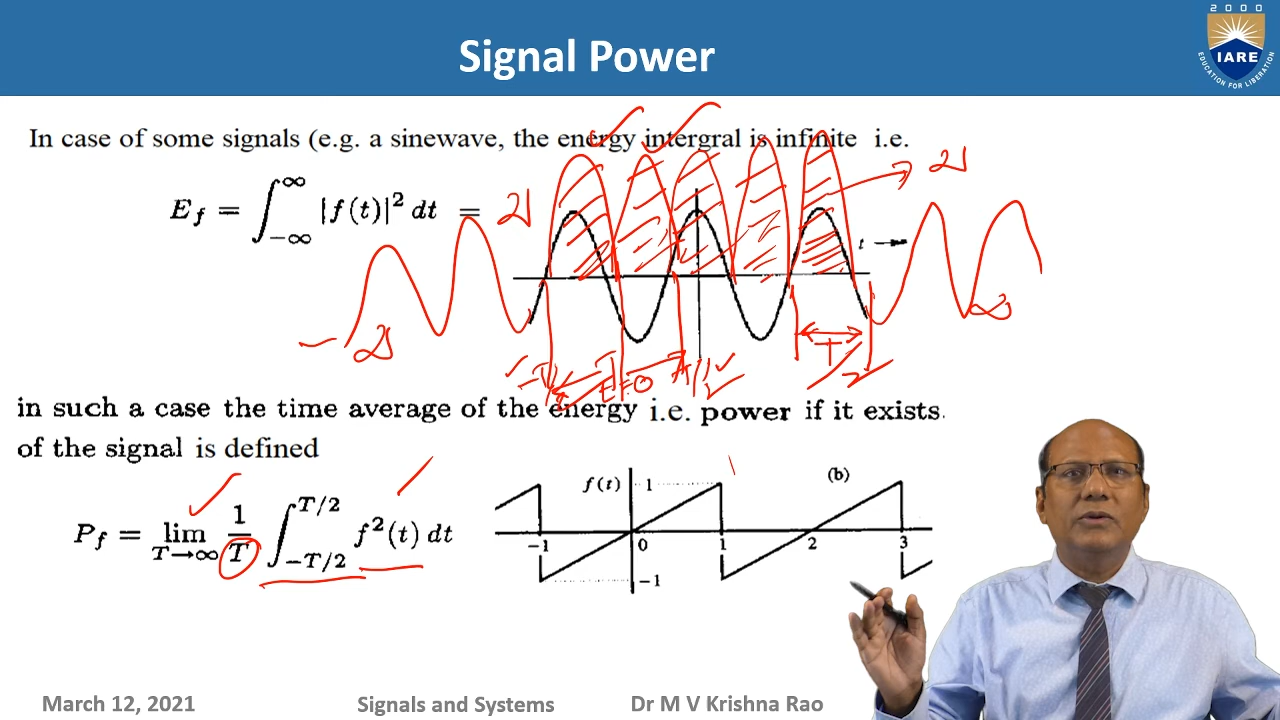 Signal Power
2000
IARE
EDUCATION FOR LIBERATION
In case of some signals (e.g. a sinewave, the energy intergral is infinite i.e.
E_f = ∫_{-∞}^{∞} |f(t)|² dt =
t
-
T
2
in such a case the time average of the energy i.e. power if it exists.
of the signal is defined
P_f = lim_{T→∞} 1/T ∫_{-T/2}^{T/2} f²(t) dt
f(t) 1 (b)
-1 0 1 2 3
-1
March 12, 2021 Signals and Systems Dr M V Krishna Rao